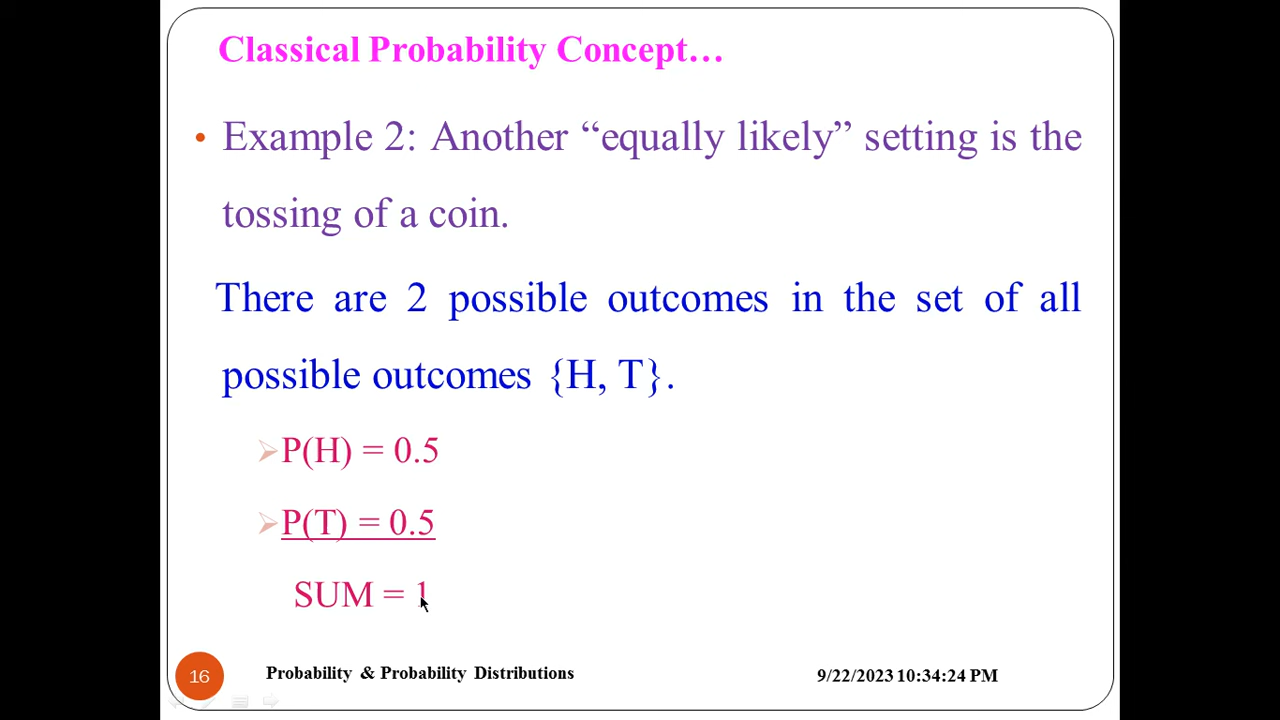 Classical Probability Concept…
• Example 2: Another “equally likely” setting is the
tossing of a coin.
There are 2 possible outcomes in the set of all
possible outcomes {H, T}.
➢P(H) = 0.5
➢P(T) = 0.5
SUM = 1
16 Probability & Probability Distributions 9/22/2023 10:34:24 PM